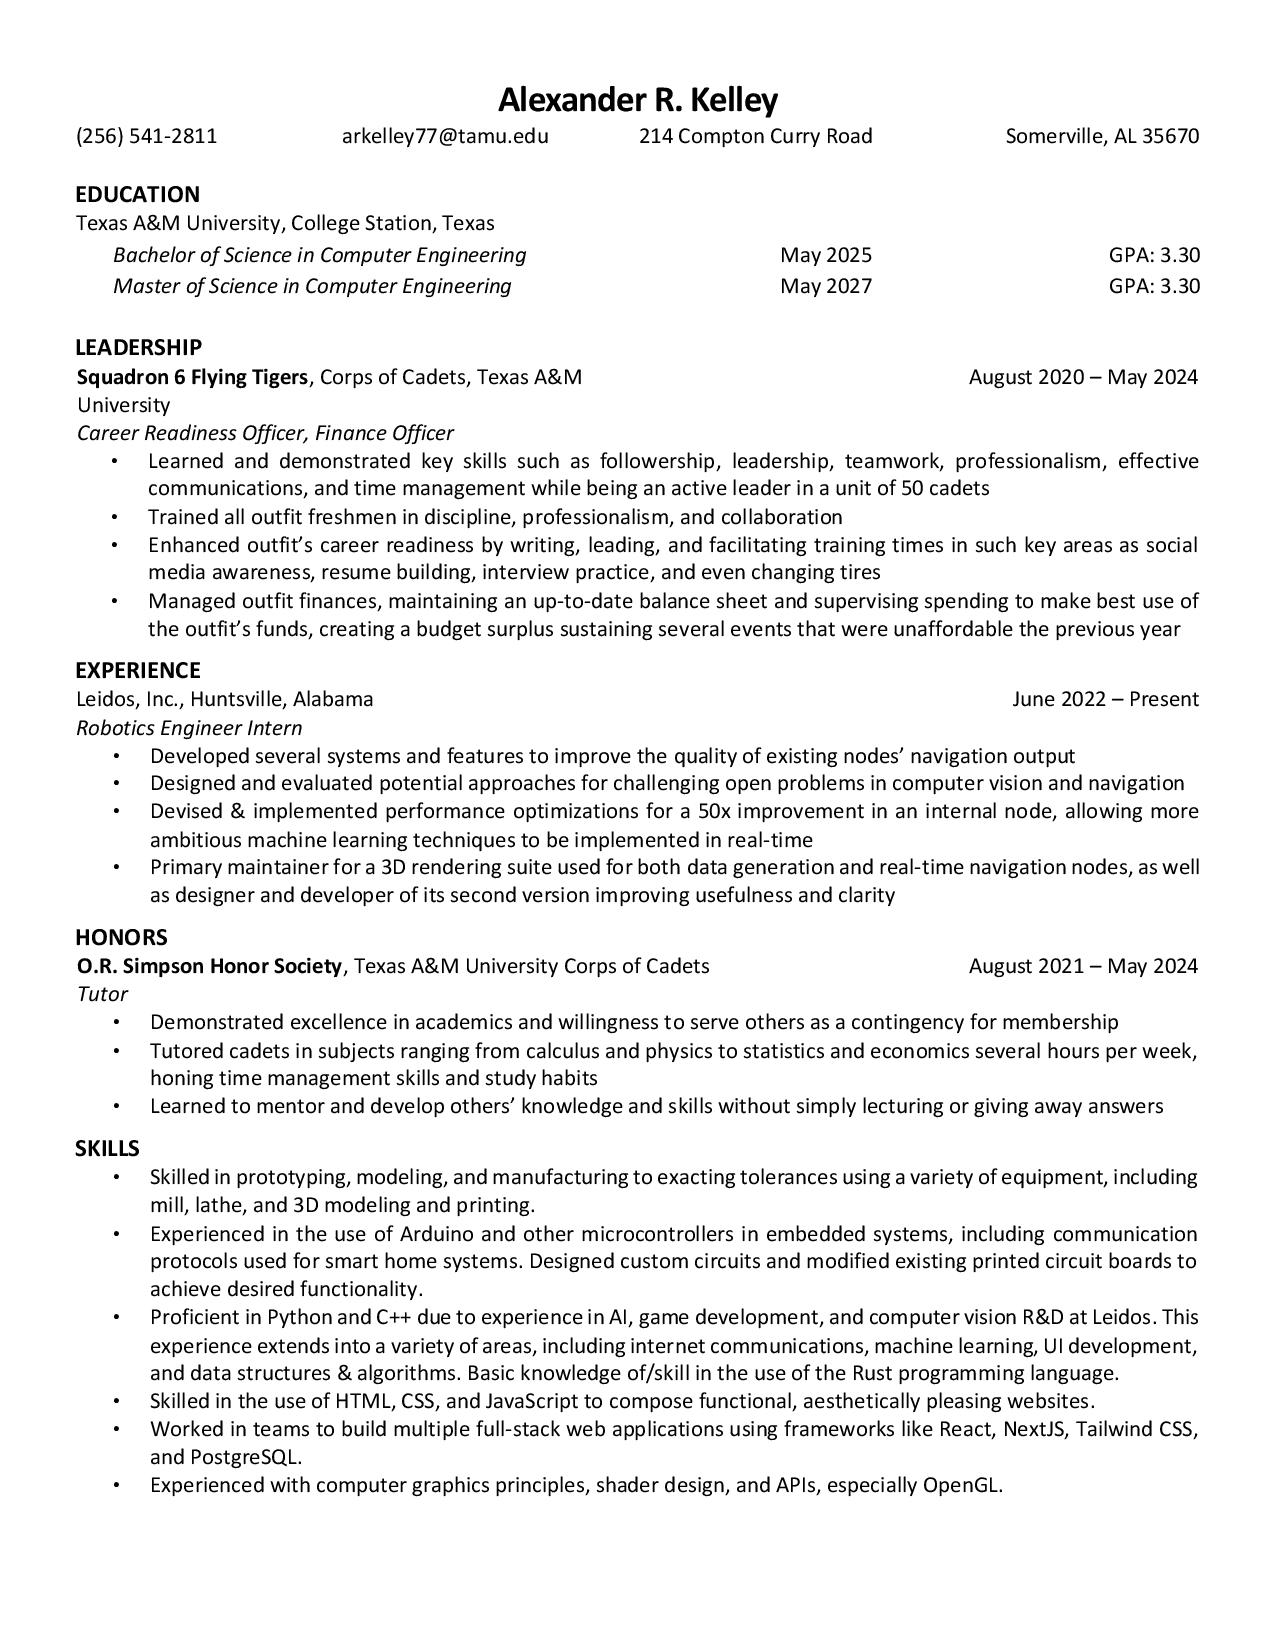 Alexander R. Kelley
(256) 541-2811 arkelley77@tamu.edu 214 Compton Curry Road Somerville, AL 35670
EDUCATION
Texas A&M University, College Station, Texas
Bachelor of Science in Computer Engineering May 2025 GPA: 3.30
Master of Science in Computer Engineering May 2027 GPA: 3.30
LEADERSHIP
Squadron 6 Flying Tigers, Corps of Cadets, Texas A&M August 2020 – May 2024
University
Career Readiness Officer, Finance Officer
• Learned and demonstrated key skills such as followership, leadership, teamwork, professionalism, effective
communications, and time management while being an active leader in a unit of 50 cadets
• Trained all outfit freshmen in discipline, professionalism, and collaboration
• Enhanced outfit’s career readiness by writing, leading, and facilitating training times in such key areas as social
media awareness, resume building, interview practice, and even changing tires
• Managed outfit finances, maintaining an up-to-date balance sheet and supervising spending to make best use of
the outfit’s funds, creating a budget surplus sustaining several events that were unaffordable the previous year
EXPERIENCE
Leidos, Inc., Huntsville, Alabama June 2022 – Present
Robotics Engineer Intern
• Developed several systems and features to improve the quality of existing nodes’ navigation output
• Designed and evaluated potential approaches for challenging open problems in computer vision and navigation
• Devised & implemented performance optimizations for a 50x improvement in an internal node, allowing more
ambitious machine learning techniques to be implemented in real-time
• Primary maintainer for a 3D rendering suite used for both data generation and real-time navigation nodes, as well
as designer and developer of its second version improving usefulness and clarity
HONORS
O.R. Simpson Honor Society, Texas A&M University Corps of Cadets August 2021 – May 2024
Tutor
• Demonstrated excellence in academics and willingness to serve others as a contingency for membership
• Tutored cadets in subjects ranging from calculus and physics to statistics and economics several hours per week,
honing time management skills and study habits
• Learned to mentor and develop others’ knowledge and skills without simply lecturing or giving away answers
SKILLS
• Skilled in prototyping, modeling, and manufacturing to exacting tolerances using a variety of equipment, including
mill, lathe, and 3D modeling and printing.
• Experienced in the use of Arduino and other microcontrollers in embedded systems, including communication
protocols used for smart home systems. Designed custom circuits and modified existing printed circuit boards to
achieve desired functionality.
• Proficient in Python and C++ due to experience in AI, game development, and computer vision R&D at Leidos. This
experience extends into a variety of areas, including internet communications, machine learning, UI development,
and data structures & algorithms. Basic knowledge of/skill in the use of the Rust programming language.
• Skilled in the use of HTML, CSS, and JavaScript to compose functional, aesthetically pleasing websites.
• Worked in teams to build multiple full-stack web applications using frameworks like React, NextJS, Tailwind CSS,
and PostgreSQL.
• Experienced with computer graphics principles, shader design, and APIs, especially OpenGL.